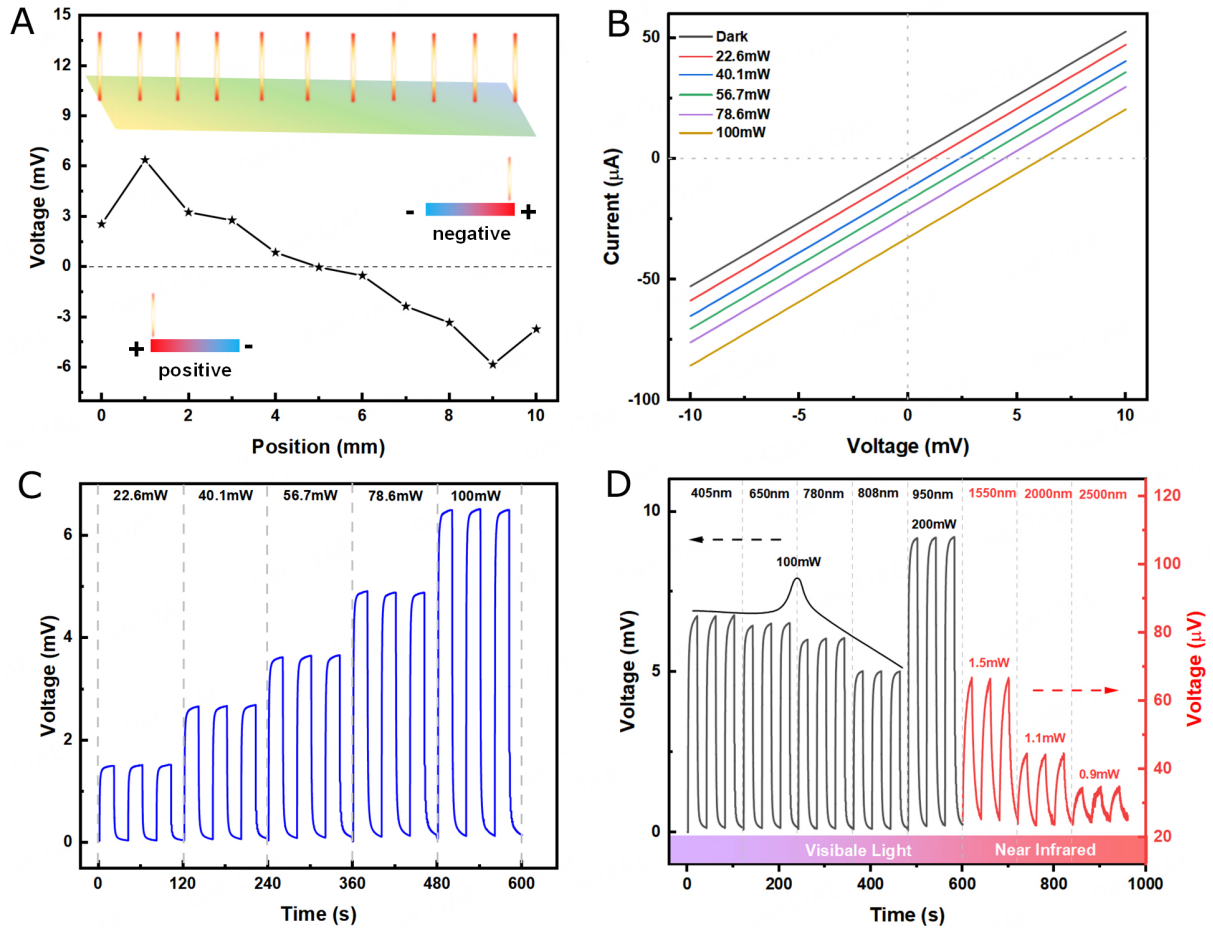 A
15
12
9
6
3
0
-3
-6
Voltage (mV)
- +
negative
+ -
positive
0 2 4 6 8 10
Position (mm)
B
50
0
-50
-100
Current (μA)
Dark
22.6mW
40.1mW
56.7mW
78.6mW
100mW
-10 -5 0 5 10
Voltage (mV)
C
22.6mW 40.1mW 56.7mW 78.6mW 100mW
6
4
2
0
Voltage (mV)
0 120 240 360 480 600
Time (s)
D
405nm 650nm 780nm 808nm 950nm 1550nm 2000nm 2500nm
200mW
100mW
1.5mW
1.1mW
0.9mW
10
5
0
Voltage (mV)
120
100
80
60
40
20
Voltage (μV)
Visibale Light Near Infrared
0 200 400 600 800 1000
Time (s)